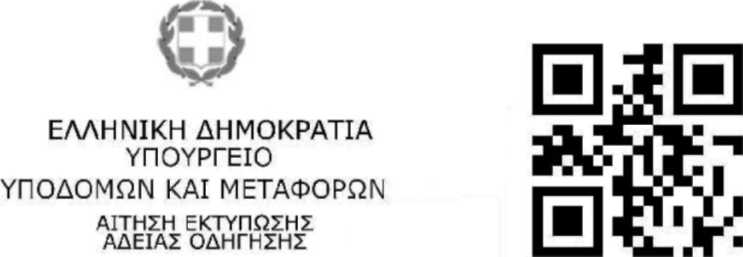 ΕΛΛΗΝΙΚΗ ΔΗΜΟΚΡΑΤΙΑ
ΥΠΟΥΡΓΕΙΟ
ΥΠΟΔΟΜΩΝ ΚΑΙ ΜΕΤΑΦΟΡΩΝ
ΑΙΤΗΣΗ ΕΚΤΥΠΩΣΗΣ
ΑΔΕΙΑΣ ΟΔΗΓΗΣΗΣ